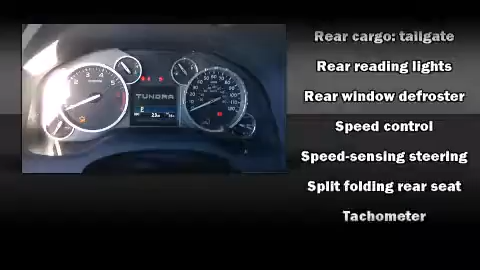 TUNDRA
Rear cargo: tailgate
Rear reading lights
Rear window defroster
Speed control
Speed-sensing steering
Split folding rear seat
Tachometer